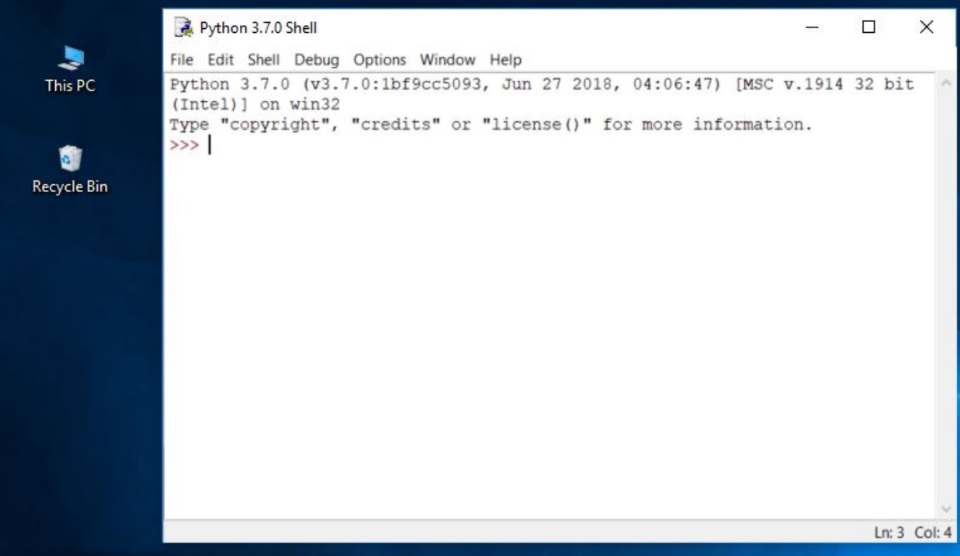 This PC
Recycle Bin
Python 3.7.0 Shell
File Edit Shell Debug Options Window Help
Python 3.7.0 (v3.7.0:1bf9cc5093, Jun 27 2018, 04:06:47) [MSC v.1914 32 bit
(Intel)] on win32
Type "copyright", "credits" or "license()" for more information.
>>>
Ln: 3 Col: 4